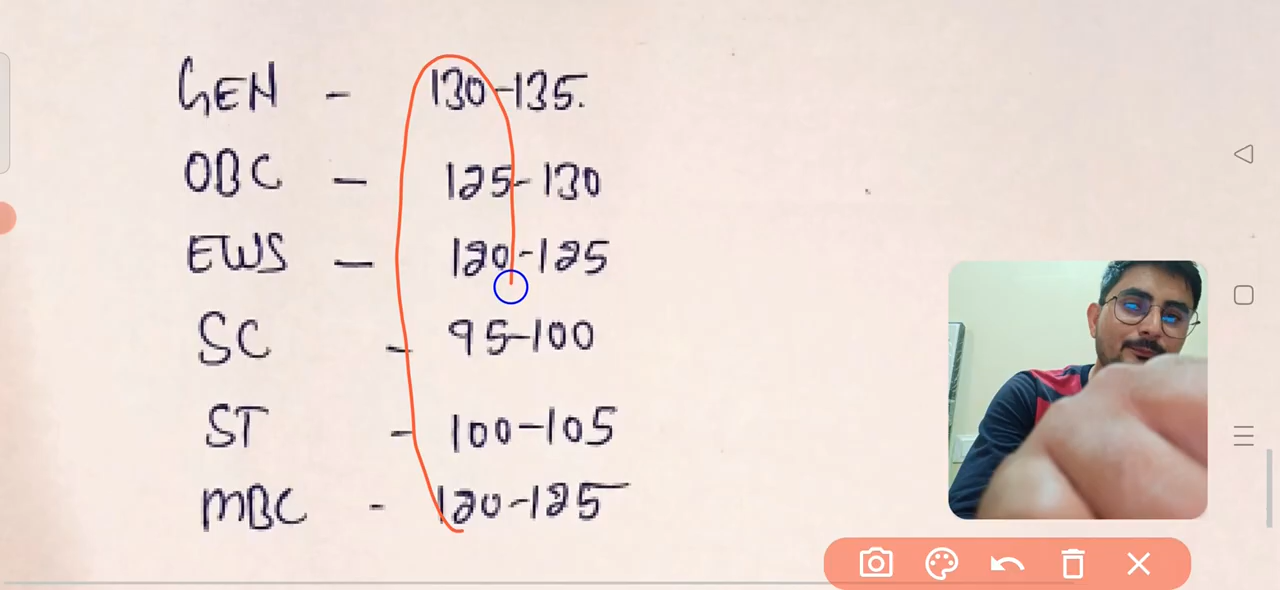 GEN - 130-135.
OBC - 125-130
EWS - 120-125
SC - 95-100
ST - 100-105
MBC - 120-125